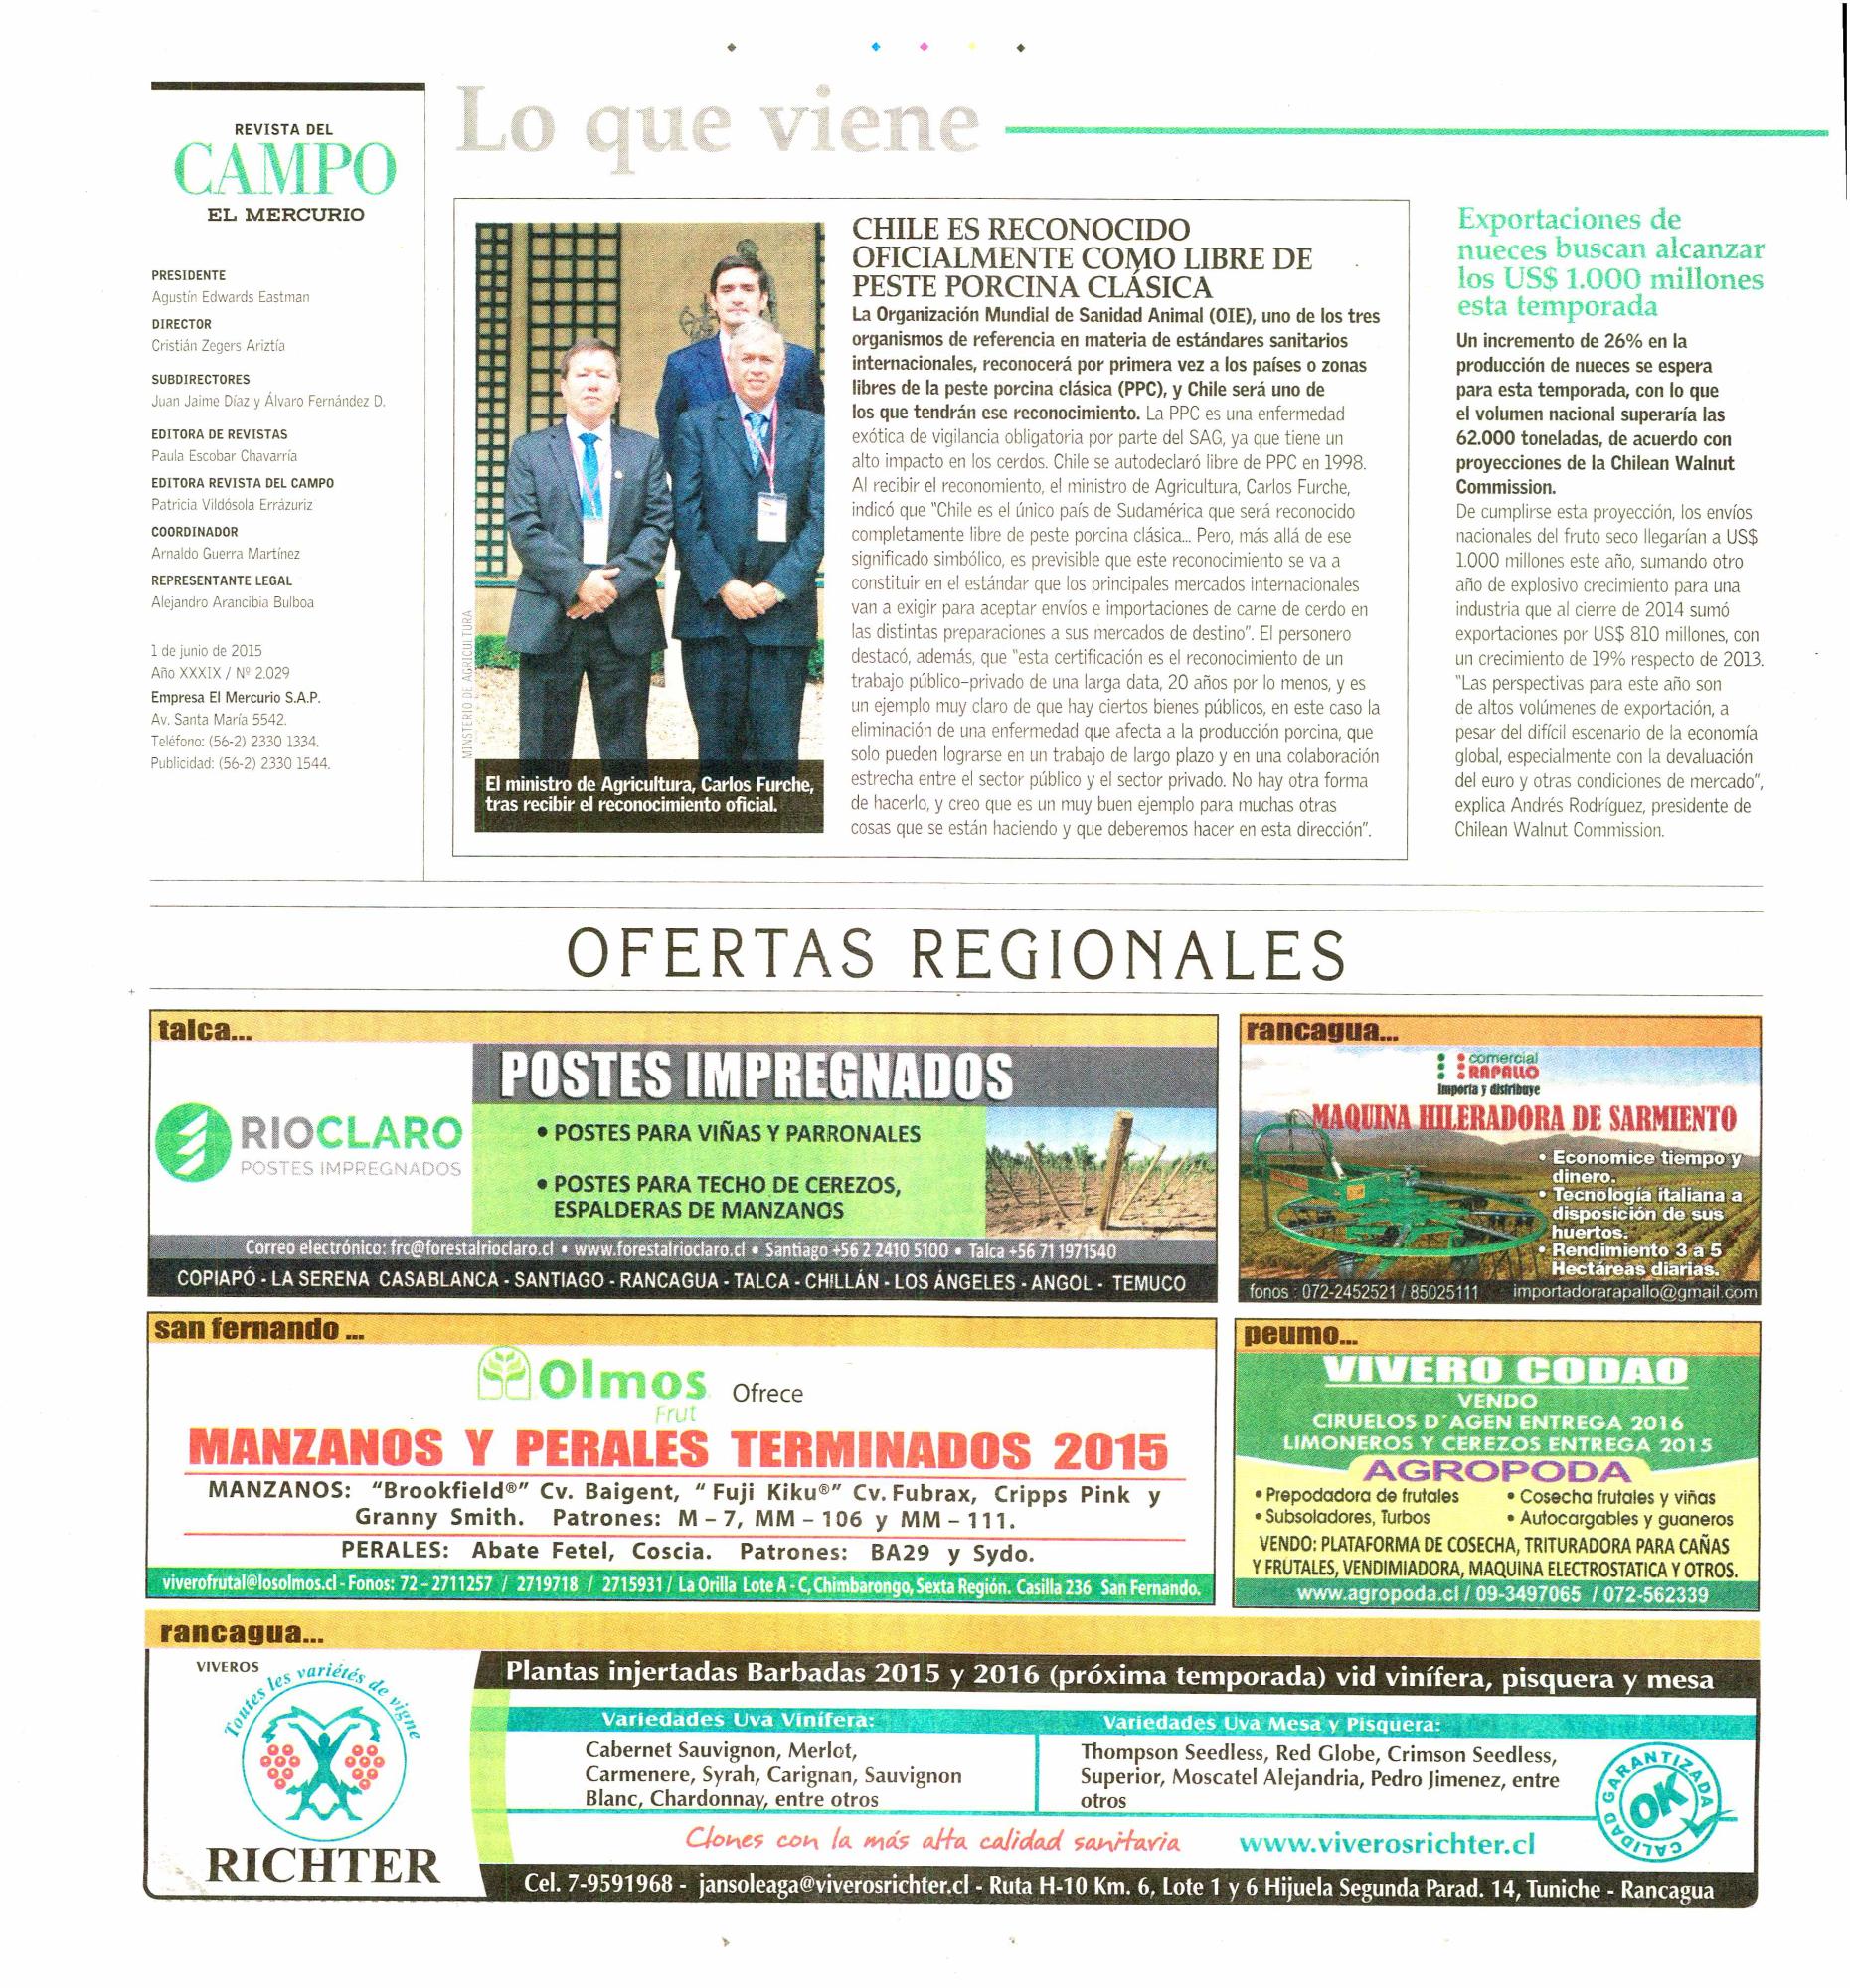 REVISTA DEL
CAMPO
EL MERCURIO
PRESIDENTE
Agustín Edwards Eastman
DIRECTOR
Cristián Zegers Ariztía
SUBDIRECTORES
Juan Jaime Díaz y Álvaro Fernández D.
EDITORA DE REVISTAS
Paula Escobar Chavarría
EDITORA REVISTA DEL CAMPO
Patricia Vildósola Errázuriz
COORDINADOR
Arnaldo Guerra Martínez
REPRESENTANTE LEGAL
Alejandro Arancibia Bulboa
1 de junio de 2015
Año XXXIX / Nº 2.029
Empresa El Mercurio S.A.P.
Av. Santa María 5542.
Teléfono: (56-2) 2330 1334.
Publicidad: (56-2) 2330 1544.
Lo que viene
MINSTERIO DE AGRICULTURA
El ministro de Agricultura, Carlos Furche,
tras recibir el reconocimiento oficial.
CHILE ES RECONOCIDO
OFICIALMENTE COMO LIBRE DE
PESTE PORCINA CLÁSICA
La Organización Mundial de Sanidad Animal (OIE), uno de los tres
organismos de referencia en materia de estándares sanitarios
internacionales, reconocerá por primera vez a los países o zonas
libres de la peste porcina clásica (PPC), y Chile será uno de
los que tendrán ese reconocimiento. La PPC es una enfermedad
exótica de vigilancia obligatoria por parte del SAG, ya que tiene un
alto impacto en los cerdos. Chile se autodeclaró libre de PPC en 1998.
Al recibir el reconomiento, el ministro de Agricultura, Carlos Furche,
indicó que "Chile es el único país de Sudamérica que será reconocido
completamente libre de peste porcina clásica... Pero, más allá de ese
significado simbólico, es previsible que este reconocimiento se va a
constituir en el estándar que los principales mercados internacionales
van a exigir para aceptar envíos e importaciones de carne de cerdo en
las distintas preparaciones a sus mercados de destino". El personero
destacó, además, que "esta certificación es el reconocimiento de un
trabajo público-privado de una larga data, 20 años por lo menos, y es
un ejemplo muy claro de que hay ciertos bienes públicos, en este caso la
eliminación de una enfermedad que afecta a la producción porcina, que
solo pueden lograrse en un trabajo de largo plazo y en una colaboración
estrecha entre el sector público y el sector privado. No hay otra forma
de hacerlo, y creo que es un muy buen ejemplo para muchas otras
cosas que se están haciendo y que deberemos hacer en esta dirección".
Exportaciones de
nueces buscan alcanzar
los US$ 1.000 millones
esta temporada
Un incremento de 26% en la
producción de nueces se espera
para esta temporada, con lo que
el volumen nacional superaría las
62.000 toneladas, de acuerdo con
proyecciones de la Chilean Walnut
Commission.
De cumplirse esta proyección, los envíos
nacionales del fruto seco llegarían a US$
1.000 millones este año, sumando otro
año de explosivo crecimiento para una
industria que al cierre de 2014 sumó
exportaciones por US$ 810 millones, con
un crecimiento de 19% respecto de 2013.
"Las perspectivas para este año son
de altos volúmenes de exportación, a
pesar del difícil escenario de la economía
global, especialmente con la devaluación
del euro y otras condiciones de mercado",
explica Andrés Rodríguez, presidente de
Chilean Walnut Commission.
OFERTAS REGIONALES
talca...
POSTES IMPREGNADOS
RIOCLARO
POSTES IMPREGNADOS
• POSTES PARA VIÑAS Y PARRONALES
• POSTES PARA TECHO DE CEREZOS,
ESPALDERAS DE MANZANOS
Correo electrónico: frc@forestalrioclaro.cl • www.forestalrioclaro.cl • Santiago +56 2 2410 5100 • Talca +56 71 1971540
COPIAPÓ - LA SERENA CASABLANCA - SANTIAGO - RANCAGUA - TALCA - CHILLÁN - LOS ÁNGELES - ANGOL - TEMUCO
rancagua...
comercial
RAPALLO
Importa y distribuye
MAQUINA HILERADORA DE SARMIENTO
• Economice tiempo y
dinero.
• Tecnología italiana a
disposición de sus
huertos.
• Rendimiento 3 a 5
Hectáreas diarias.
fonos : 072-2452521 / 85025111 importadorarapallo@gmail.com
san fernando ...
Olmos Ofrece
Frut
MANZANOS Y PERALES TERMINADOS 2015
MANZANOS: "Brookfield®" Cv. Baigent, "Fuji Kiku®" Cv. Fubrax, Cripps Pink y
Granny Smith. Patrones: M – 7, MM – 106 y MM – 111.
PERALES: Abate Fetel, Coscia. Patrones: BA29 y Sydo.
viverofrutal@losolmos.cl - Fonos: 72 – 2711257 / 2719718 / 2715931 / La Orilla Lote A - C, Chimbarongo, Sexta Región. Casilla 236 San Fernando.
peumo...
VIVERO CODAO
VENDO
CIRUELOS D´AGEN ENTREGA 2016
LIMONEROS Y CEREZOS ENTREGA 2015
AGROPODA
• Prepodadora de frutales • Cosecha frutales y viñas
• Subsoladores, Turbos • Autocargables y guaneros
VENDO: PLATAFORMA DE COSECHA, TRITURADORA PARA CAÑAS
Y FRUTALES, VENDIMIADORA, MAQUINA ELECTROSTATICA Y OTROS.
www.agropoda.cl / 09-3497065 / 072-562339
rancagua...
VIVEROS
Toutes les variétés de vigne
RICHTER
Plantas injertadas Barbadas 2015 y 2016 (próxima temporada) vid vinífera, pisquera y mesa
Variedades Uva Vinífera:
Cabernet Sauvignon, Merlot,
Carmenere, Syrah, Carignan, Sauvignon
Blanc, Chardonnay, entre otros
Variedades Uva Mesa y Pisquera:
Thompson Seedless, Red Globe, Crimson Seedless,
Superior, Moscatel Alejandria, Pedro Jimenez, entre
otros
CALIDAD GARANTIZADA
OK
Clones con la más alta calidad sanitaria www.viverosrichter.cl
Cel. 7-9591968 - jansoleaga@viverosrichter.cl - Ruta H-10 Km. 6, Lote 1 y 6 Hijuela Segunda Parad. 14, Tuniche - Rancagua